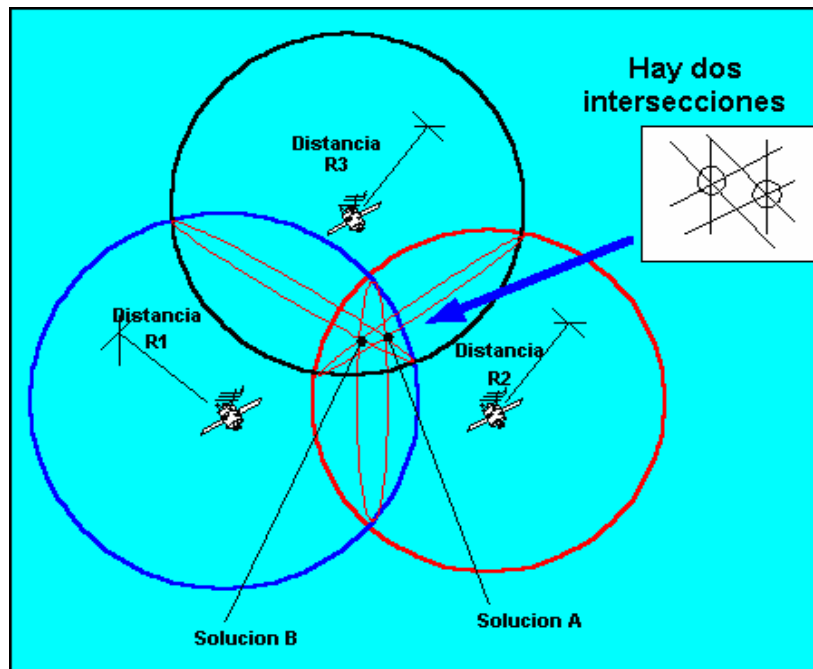 Hay dos
intersecciones
Distancia
R3
Distancia
R1
Distancia
R2
Solucion A
Solucion B